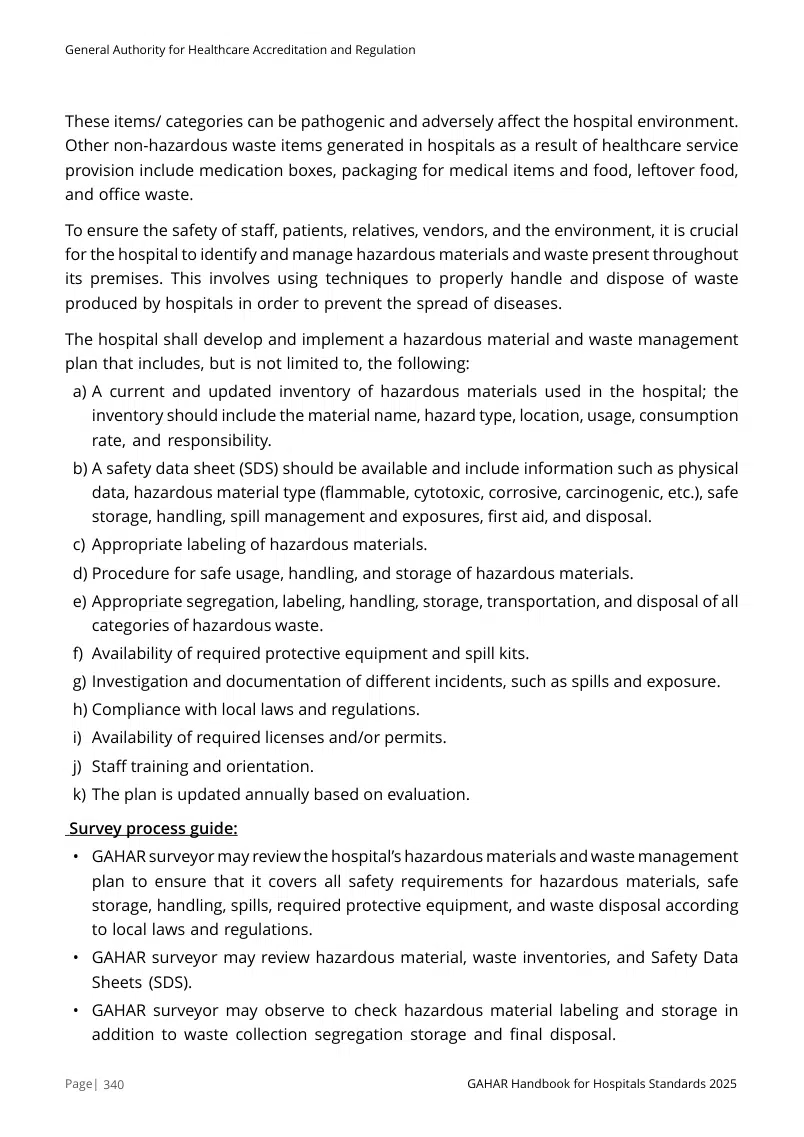 General Authority for Healthcare Accreditation and Regulation
These items/ categories can be pathogenic and adversely affect the hospital environment.
Other non-hazardous waste items generated in hospitals as a result of healthcare service
provision include medication boxes, packaging for medical items and food, leftover food,
and office waste.
To ensure the safety of staff, patients, relatives, vendors, and the environment, it is crucial
for the hospital to identify and manage hazardous materials and waste present throughout
its premises. This involves using techniques to properly handle and dispose of waste
produced by hospitals in order to prevent the spread of diseases.
The hospital shall develop and implement a hazardous material and waste management
plan that includes, but is not limited to, the following:
a) A current and updated inventory of hazardous materials used in the hospital; the
inventory should include the material name, hazard type, location, usage, consumption
rate, and responsibility.
b) A safety data sheet (SDS) should be available and include information such as physical
data, hazardous material type (flammable, cytotoxic, corrosive, carcinogenic, etc.), safe
storage, handling, spill management and exposures, first aid, and disposal.
c) Appropriate labeling of hazardous materials.
d) Procedure for safe usage, handling, and storage of hazardous materials.
e) Appropriate segregation, labeling, handling, storage, transportation, and disposal of all
categories of hazardous waste.
f) Availability of required protective equipment and spill kits.
g) Investigation and documentation of different incidents, such as spills and exposure.
h) Compliance with local laws and regulations.
i) Availability of required licenses and/or permits.
j) Staff training and orientation.
k) The plan is updated annually based on evaluation.
Survey process guide:
• GAHAR surveyor may review the hospital’s hazardous materials and waste management
plan to ensure that it covers all safety requirements for hazardous materials, safe
storage, handling, spills, required protective equipment, and waste disposal according
to local laws and regulations.
• GAHAR surveyor may review hazardous material, waste inventories, and Safety Data
Sheets (SDS).
• GAHAR surveyor may observe to check hazardous material labeling and storage in
addition to waste collection segregation storage and final disposal.
Page| 340 GAHAR Handbook for Hospitals Standards 2025